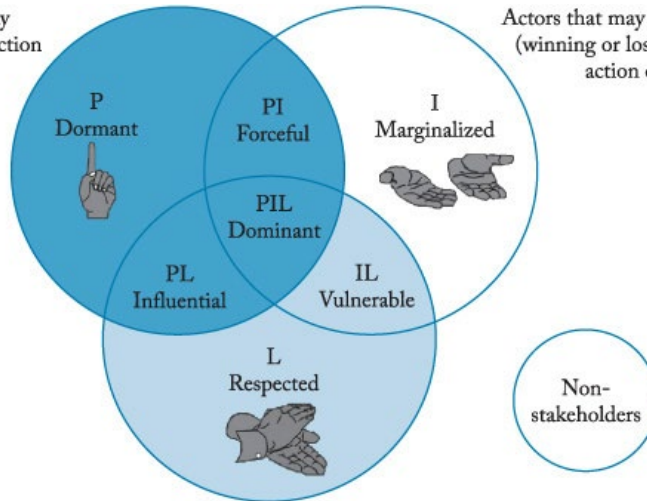 Actors that may
(winning or los
action
P
Dormant
PI
Forceful
I
Marginalized
PIL
Dominant
PL
Influential
IL
Vulnerable
L
Respected
Non-
stakeholders